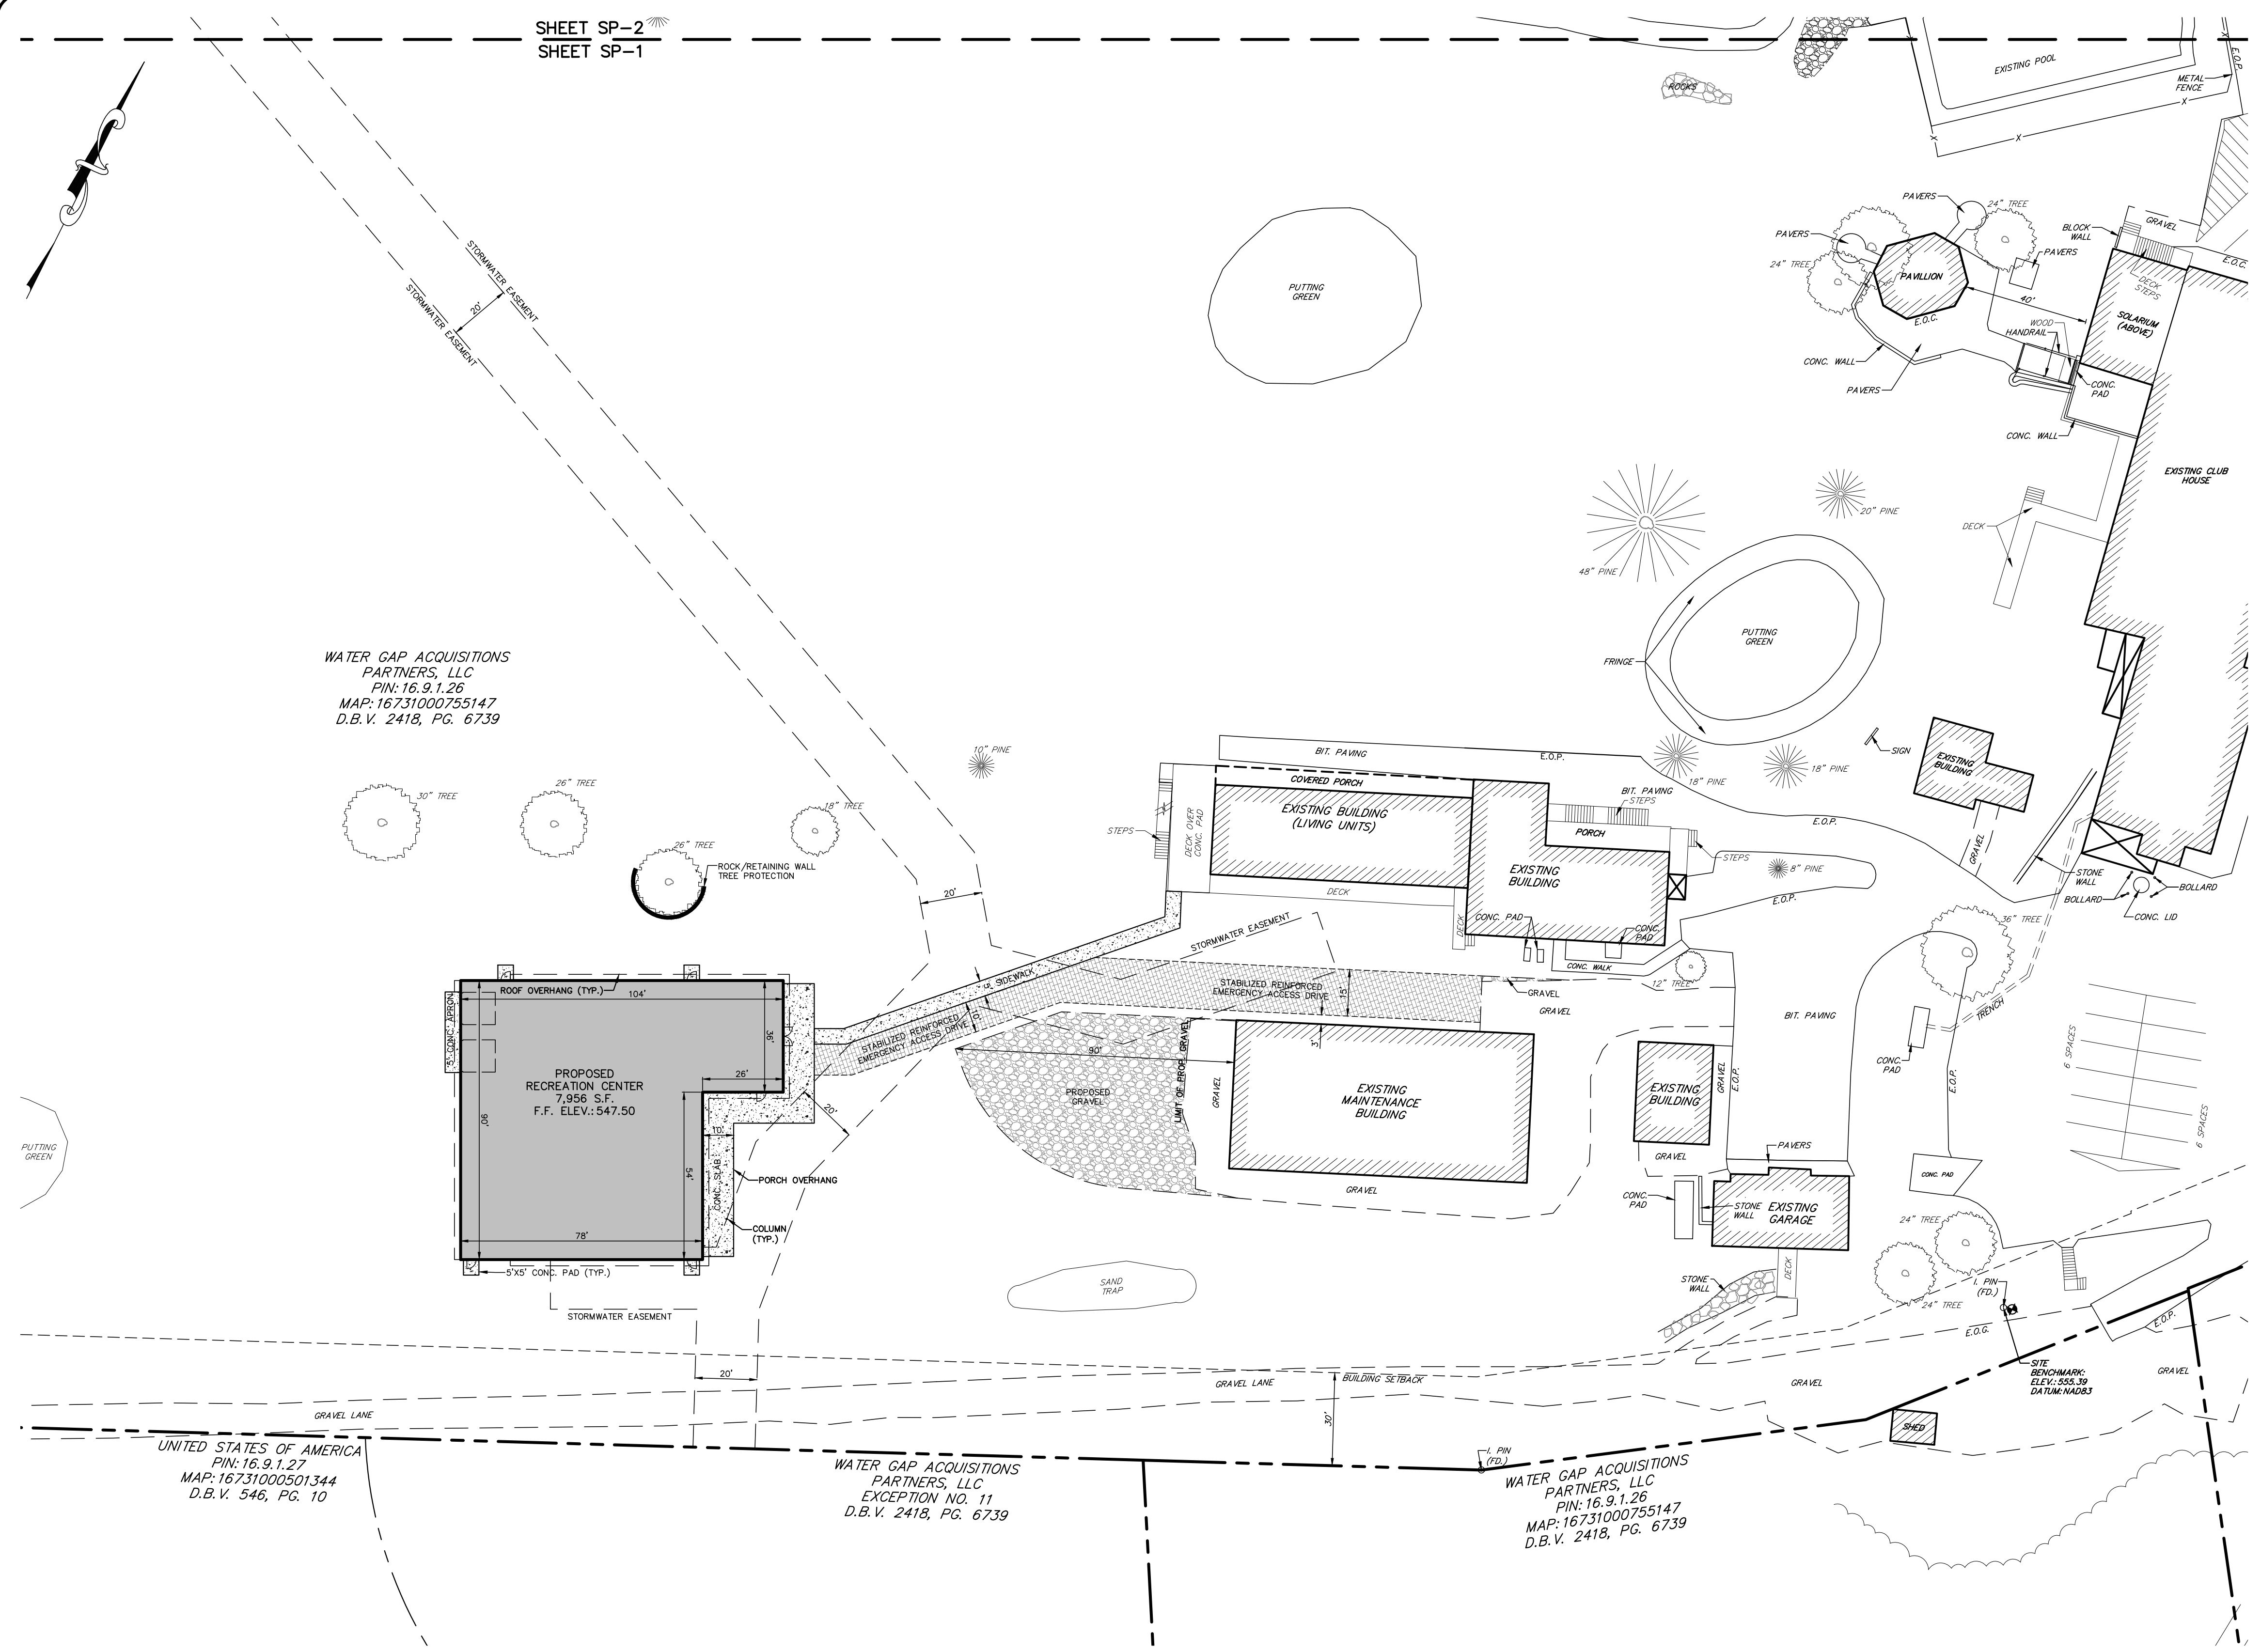 SHEET SP-2
SHEET SP-1
EXISTING POOL
METAL
FENCE
E.O.P.
X
X
X
X
X
X
ROCKS
STORMWATER EASEMENT
STORMWATER EASEMENT
20'
PUTTING
GREEN
PAVERS
24" TREE
PAVERS
24" TREE
PAVILLION
BLOCK
WALL
GRAVEL
PAVERS
E.O.C.
DECK
STEPS
40'
E.O.C.
SOLARIUM
(ABOVE)
WOOD
HANDRAIL
CONC. WALL
PAVERS
CONC.
PAD
CONC. WALL
EXISTING CLUB
HOUSE
20" PINE
DECK
48" PINE
PUTTING
GREEN
FRINGE
WATER GAP ACQUISITIONS
PARTNERS, LLC
PIN: 16.9.1.26
MAP: 16731000755147
D.B.V. 2418, PG. 6739
30" TREE
26" TREE
18" TREE
26" TREE
ROCK/RETAINING WALL
TREE PROTECTION
10" PINE
BIT. PAVING
E.O.P.
18" PINE
18" PINE
SIGN
EXISTING
BUILDING
COVERED PORCH
EXISTING BUILDING
(LIVING UNITS)
BIT. PAVING
STEPS
PORCH
STEPS
DECK OVER
CONC. PAD
STEPS
E.O.P.
GRAVEL
EXISTING
BUILDING
8" PINE
STONE
WALL
BOLLARD
BOLLARD
CONC. LID
DECK
DECK
CONC. PAD
CONC.
PAD
CONC. WALK
E.O.P.
36" TREE
12" TREE
20'
STORMWATER EASEMENT
5' SIDEWALK
STABILIZED REINFORCED
EMERGENCY ACCESS DRIVE
15'
GRAVEL
GRAVEL
STABILIZED REINFORCED
EMERGENCY ACCESS DRIVE
10'
BIT. PAVING
TRENCH
CONC.
PAD
6 SPACES
6 SPACES
ROOF OVERHANG (TYP.)
104'
5' CONC. APRON
36'
26'
PROPOSED
RECREATION CENTER
7,956 S.F.
F.F. ELEV.: 547.50
90'
20'
10'
54'
CONC. SLAB
PORCH OVERHANG
COLUMN
(TYP.)
78'
5'X5' CONC. PAD (TYP.)
STORMWATER EASEMENT
90'
3'
PROPOSED
GRAVEL
LIMIT OF PROP. GRAVEL
GRAVEL
EXISTING
MAINTENANCE
BUILDING
GRAVEL
EXISTING
BUILDING
GRAVEL
E.O.P.
E.O.P.
GRAVEL
PAVERS
CONC. PAD
CONC.
PAD
STONE
WALL
EXISTING
GARAGE
24" TREE
24" TREE
DECK
STONE
WALL
I. PIN
(FD.)
SAND
TRAP
PUTTING
GREEN
20'
GRAVEL LANE
BUILDING SETBACK
30'
GRAVEL LANE
GRAVEL
E.O.G.
E.O.P.
GRAVEL
SITE
BENCHMARK:
ELEV.: 555.39
DATUM: NAD83
SHED
I. PIN
(FD.)
UNITED STATES OF AMERICA
PIN: 16.9.1.27
MAP: 16731000501344
D.B.V. 546, PG. 10
WATER GAP ACQUISITIONS
PARTNERS, LLC
EXCEPTION NO. 11
D.B.V. 2418, PG. 6739
WATER GAP ACQUISITIONS
PARTNERS, LLC
PIN: 16.9.1.26
MAP: 16731000755147
D.B.V. 2418, PG. 6739